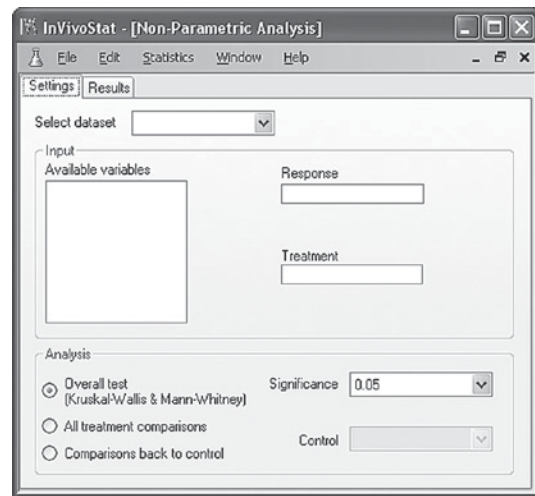 InVivoStat - [Non-Parametric Analysis]
File Edit Statistics Window Help
Settings Results
Select dataset
Input
Available variables
Response
Treatment
Analysis
Overall test
(Kruskal-Wallis & Mann-Whitney)
Significance 0.05
All treatment comparisons
Control
Comparisons back to control